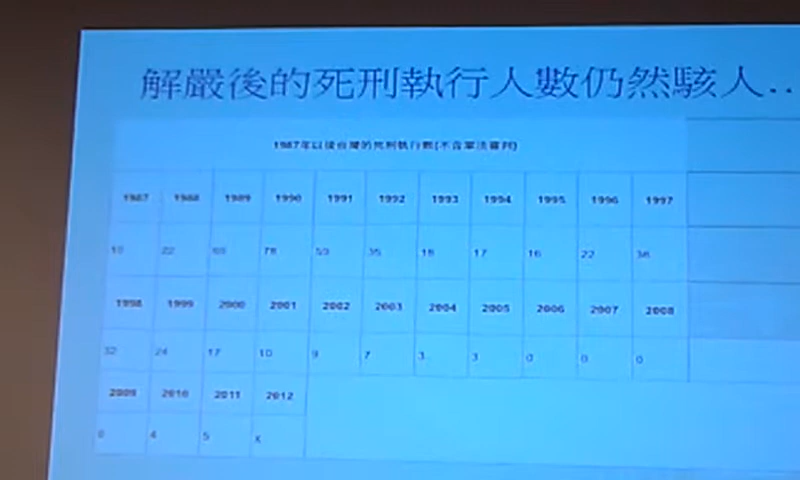 解嚴後的死刑執行人數仍然駭人...
1987年以後台灣的死刑執行數(不含軍法審判)
1987 1988 1989 1990 1991 1992 1993 1994 1995 1996 1997
10 22 69 78 59 35 18 17 16 22 38
1998 1999 2000 2001 2002 2003 2004 2005 2006 2007 2008
32 24 17 10 9 7 3 3 0 0 0
2009 2010 2011 2012
0 4 5 X